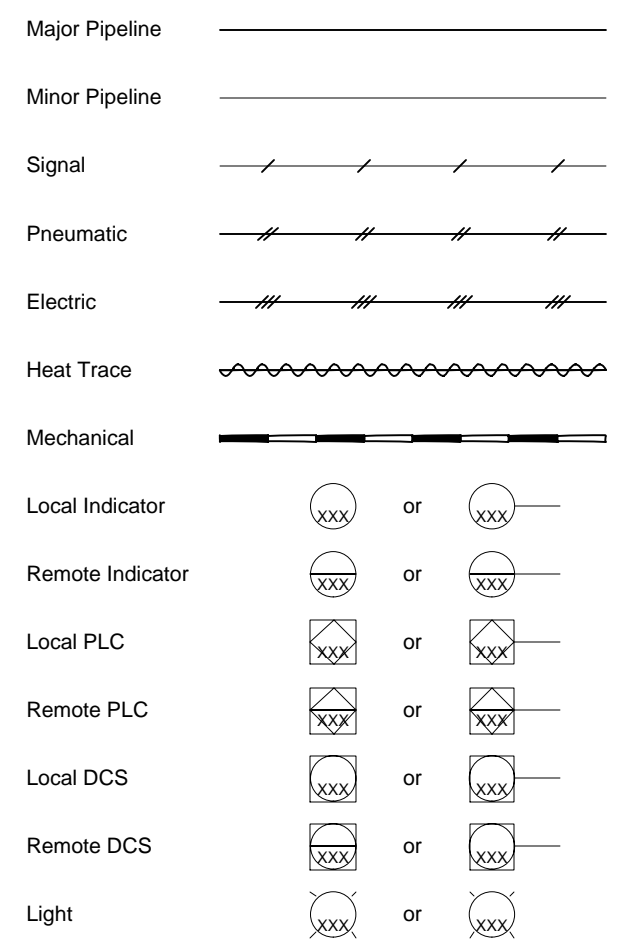 Major Pipeline
Minor Pipeline
Signal
Pneumatic
Electric
Heat Trace
Mechanical
Local Indicator XXX or XXX
Remote Indicator XXX or XXX
Local PLC XXX or XXX
Remote PLC XXX or XXX
Local DCS XXX or XXX
Remote DCS XXX or XXX
Light XXX or XXX